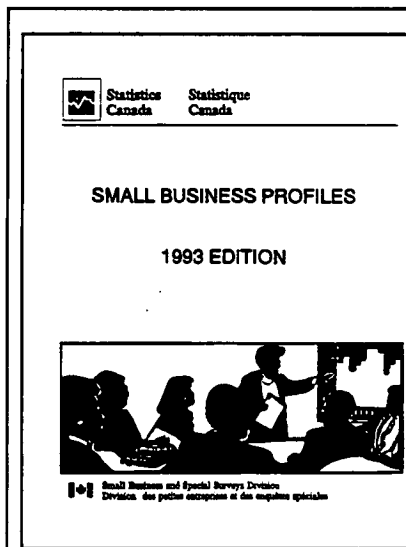 Statistics Statistique
Canada Canada
SMALL BUSINESS PROFILES
1993 EDITION
Small Business and Special Surveys Division
Division des petites entreprises et des enquêtes spéciales